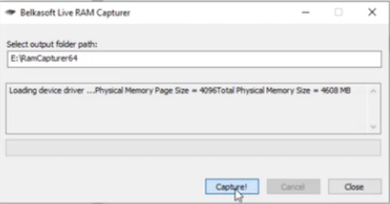 Belkasoft Live RAM Capturer
Select output folder path:
E:\RamCapturer64
Loading device driver ...Physical Memory Page Size = 4096Total Physical Memory Size = 4608 MB
Capture! Cancel Close